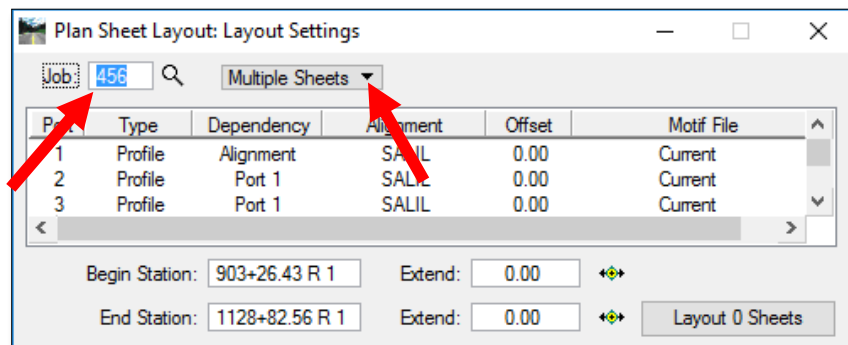 Plan Sheet Layout: Layout Settings
Job: 456 Multiple Sheets
Port Type Dependency Alignment Offset Motif File
1 Profile Alignment SALIL 0.00 Current
2 Profile Port 1 SALIL 0.00 Current
3 Profile Port 1 SALIL 0.00 Current
Begin Station: 903+26.43 R 1 Extend: 0.00
End Station: 1128+82.56 R 1 Extend: 0.00 Layout 0 Sheets